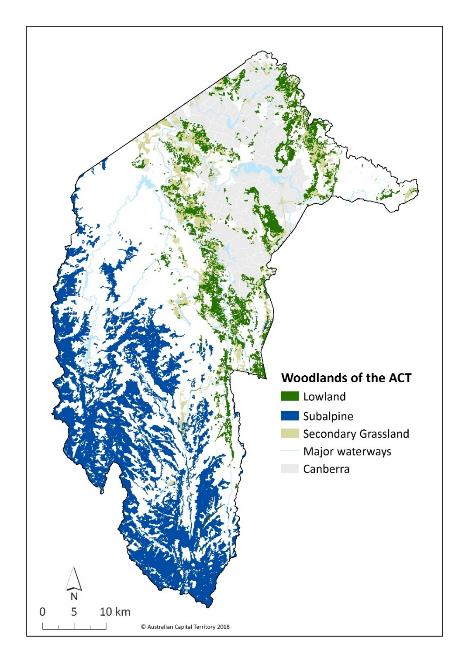 Woodlands of the ACT
Lowland
Subalpine
Secondary Grassland
Major waterways
Canberra
N
0 5 10 km
© Australian Capital Territory 2018